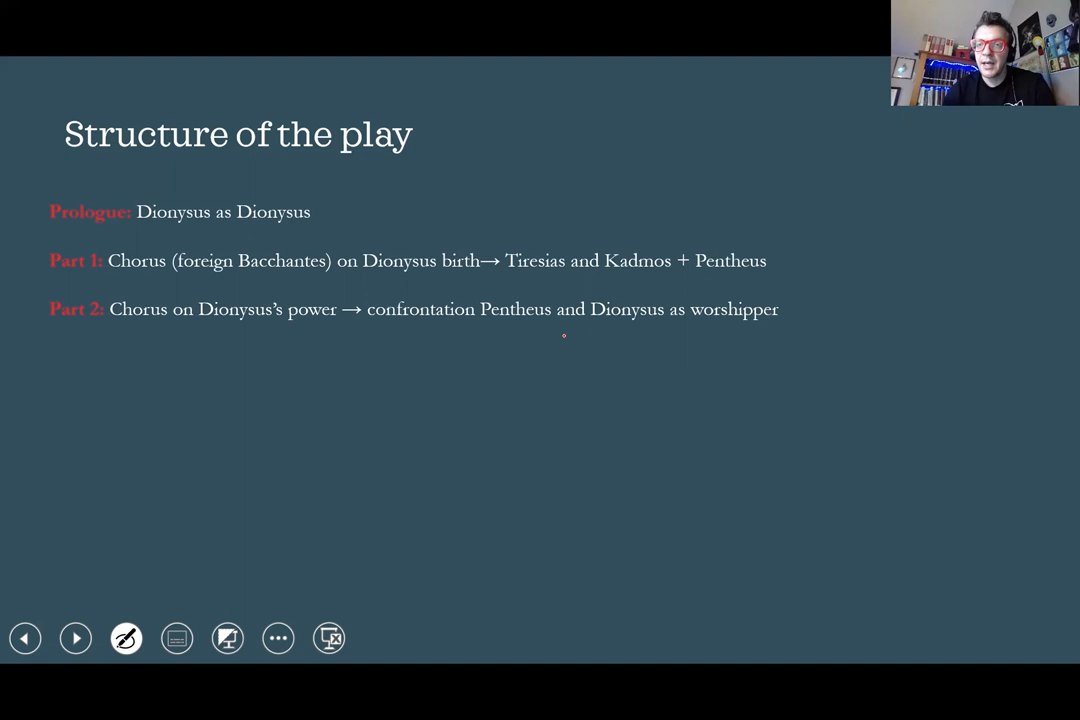 Structure of the play
Prologue: Dionysus as Dionysus
Part 1: Chorus (foreign Bacchantes) on Dionysus birth→ Tiresias and Kadmos + Pentheus
Part 2: Chorus on Dionysus’s power → confrontation Pentheus and Dionysus as worshipper